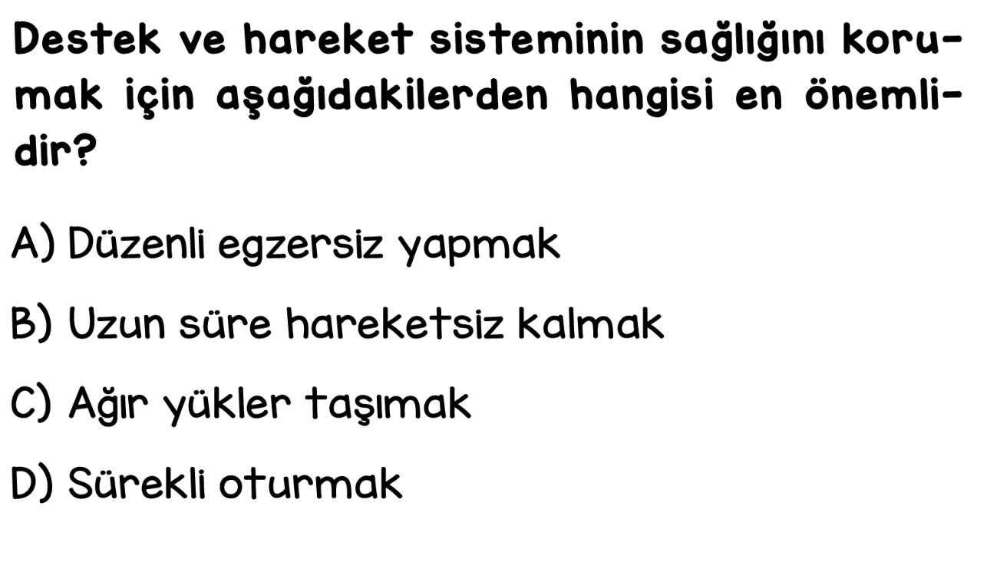 Destek ve hareket sisteminin sağlığını koru-
mak için aşağıdakilerden hangisi en önemli-
dir?
A) Düzenli egzersiz yapmak
B) Uzun süre hareketsiz kalmak
C) Ağır yükler taşımak
D) Sürekli oturmak